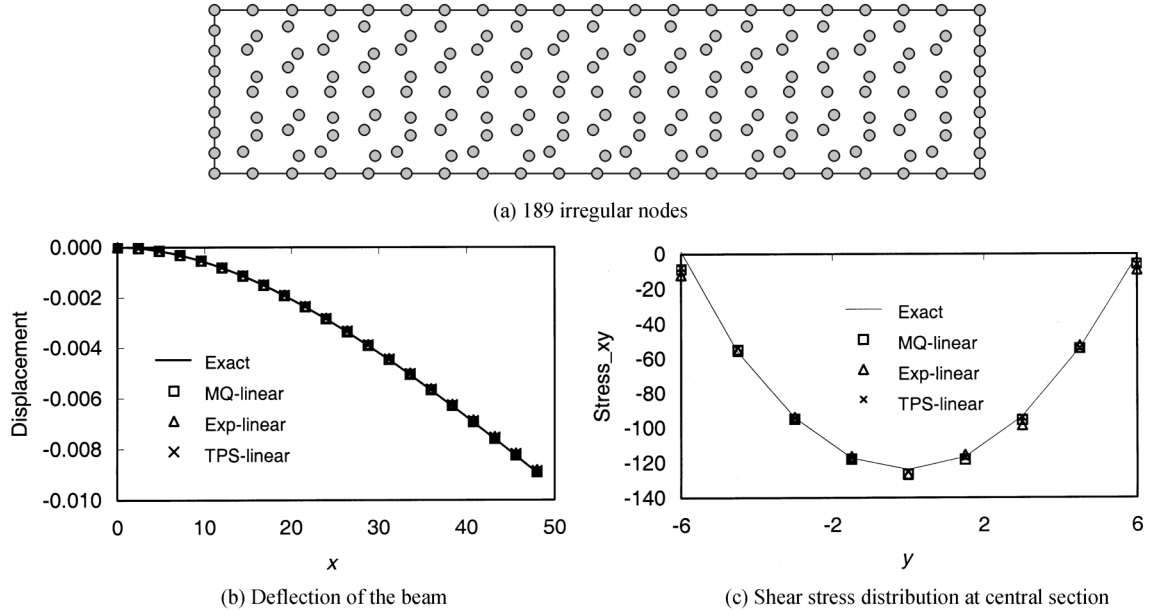 (a) 189 irregular nodes
0.000
-0.002
-0.004
-0.006
-0.008
-0.010
Displacement
Exact
MQ-linear
Exp-linear
TPS-linear
0 10 20 30 40 50
x
(b) Deflection of the beam
0
-20
-40
-60
-80
-100
-120
-140
Stress_xy
Exact
MQ-linear
Exp-linear
TPS-linear
-6 -2 2 6
y
(c) Shear stress distribution at central section